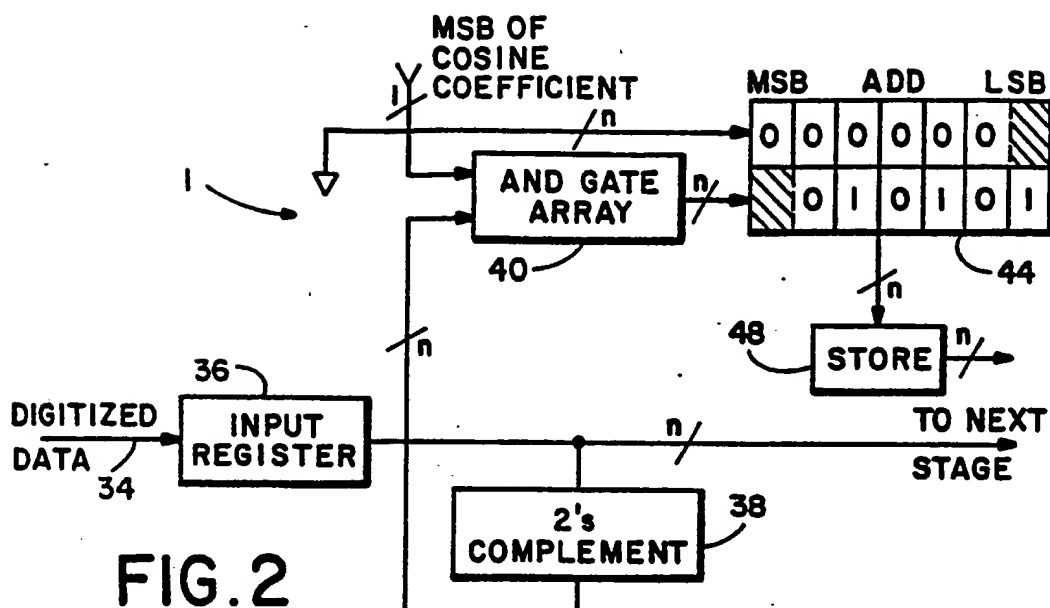 MSB OF
COSINE
COEFFICIENT
1
n
MSB ADD LSB
0 0 0 0 0 0
0 1 0 1 0 1
1
AND GATE
ARRAY
n
40
44
n
n
48
STORE
n
36
DIGITIZED
DATA
34
INPUT
REGISTER
n
TO NEXT
STAGE
2's
COMPLEMENT
38
FIG.2